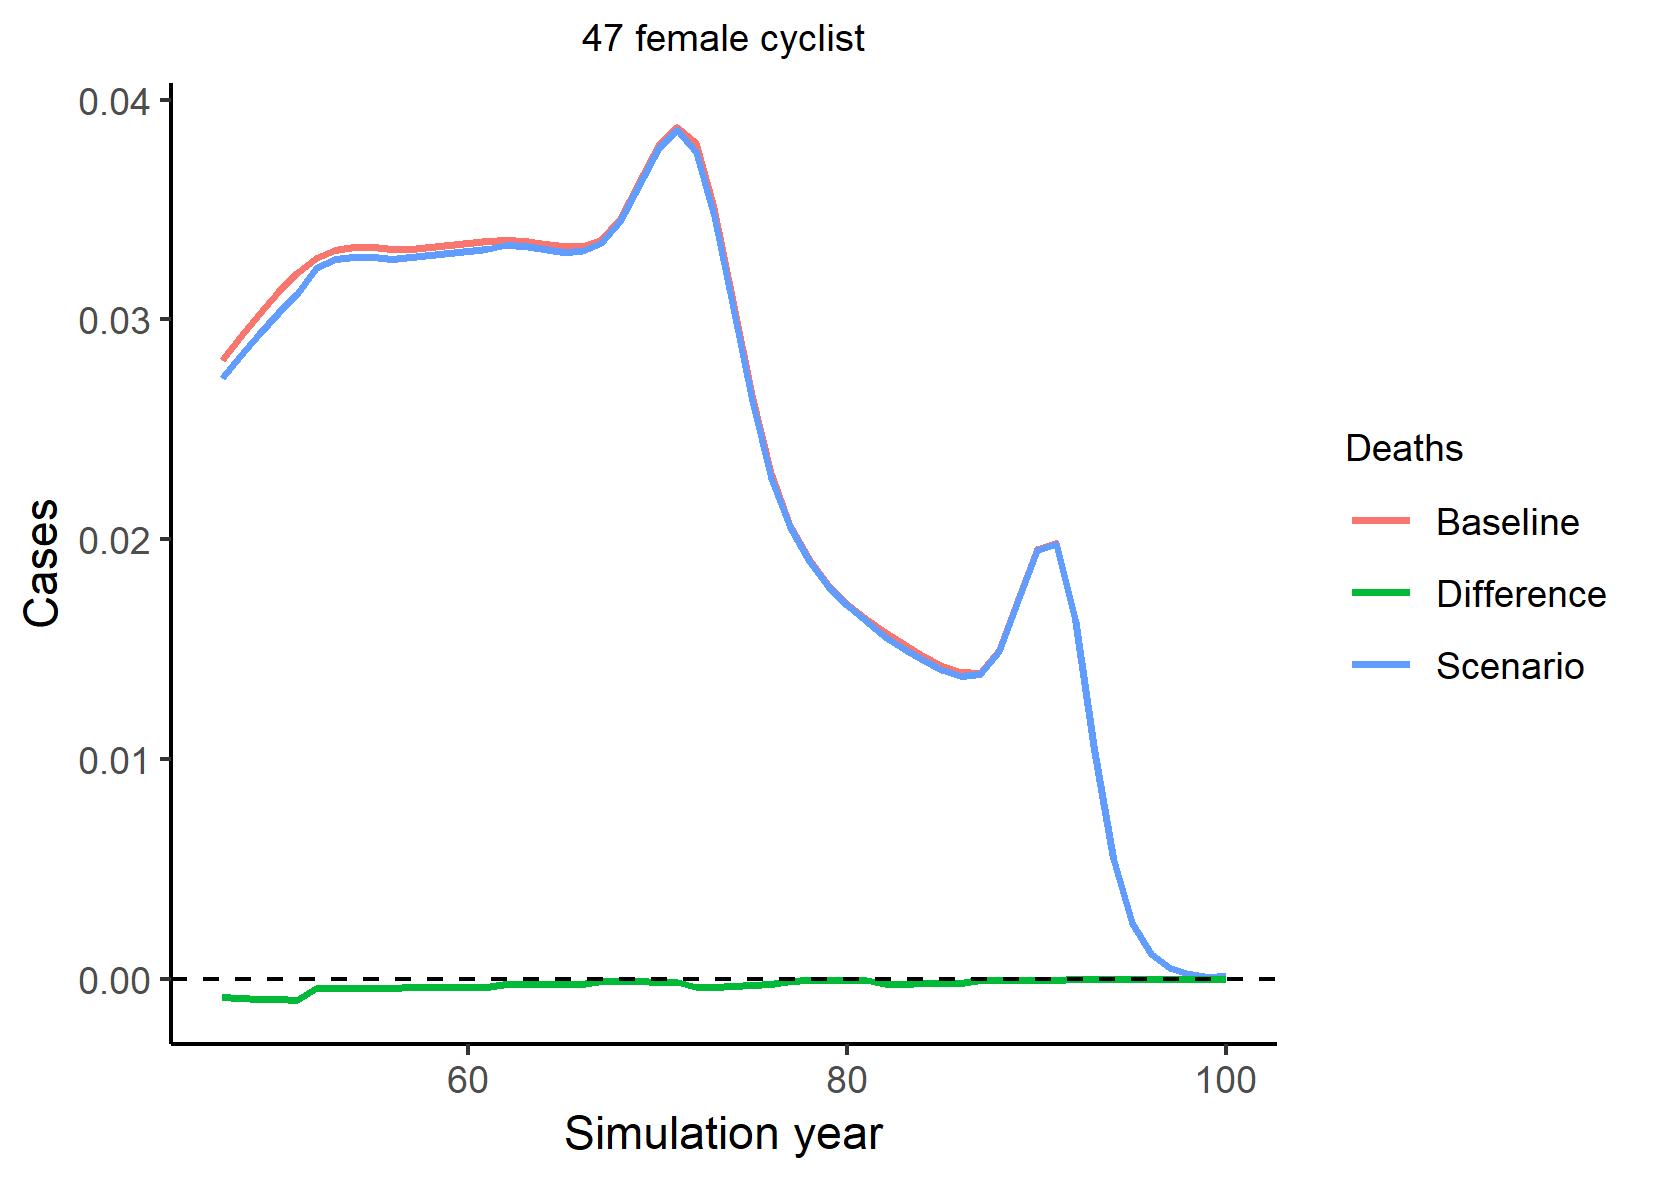 47 female cyclist
0.04
0.03
0.02
0.01
0.00
Cases
60
80
100
Simulation year
Deaths
Baseline
Difference
Scenario